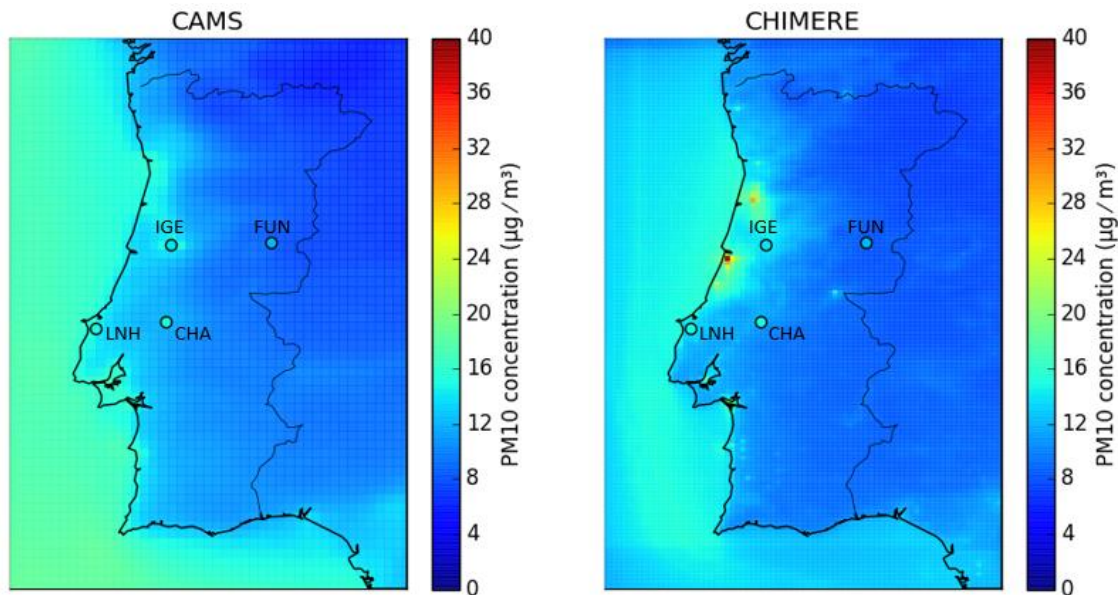 CAMS
IGE
FUN
LNH
CHA
40
36
32
28
24
20
16
12
8
4
0
PM10 concentration (µg/m³)
CHIMERE
IGE
FUN
LNH
CHA
40
36
32
28
24
20
16
12
8
4
0
PM10 concentration (µg/m³)